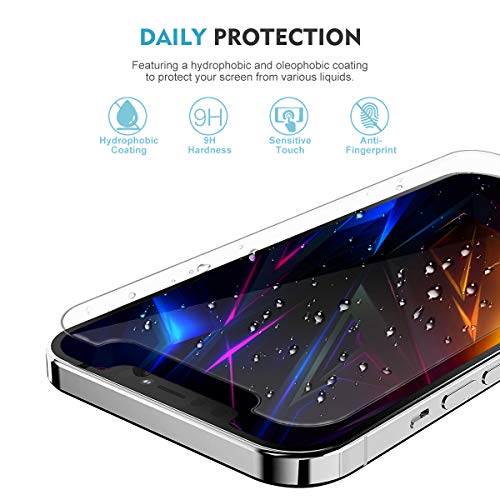 DAILY PROTECTION
Featuring a hydrophobic and oleophobic coating
to protect your screen from various liquids.
Hydrophobic
Coating
9H
9H
Hardness
Sensitive
Touch
Anti-
Fingerprint